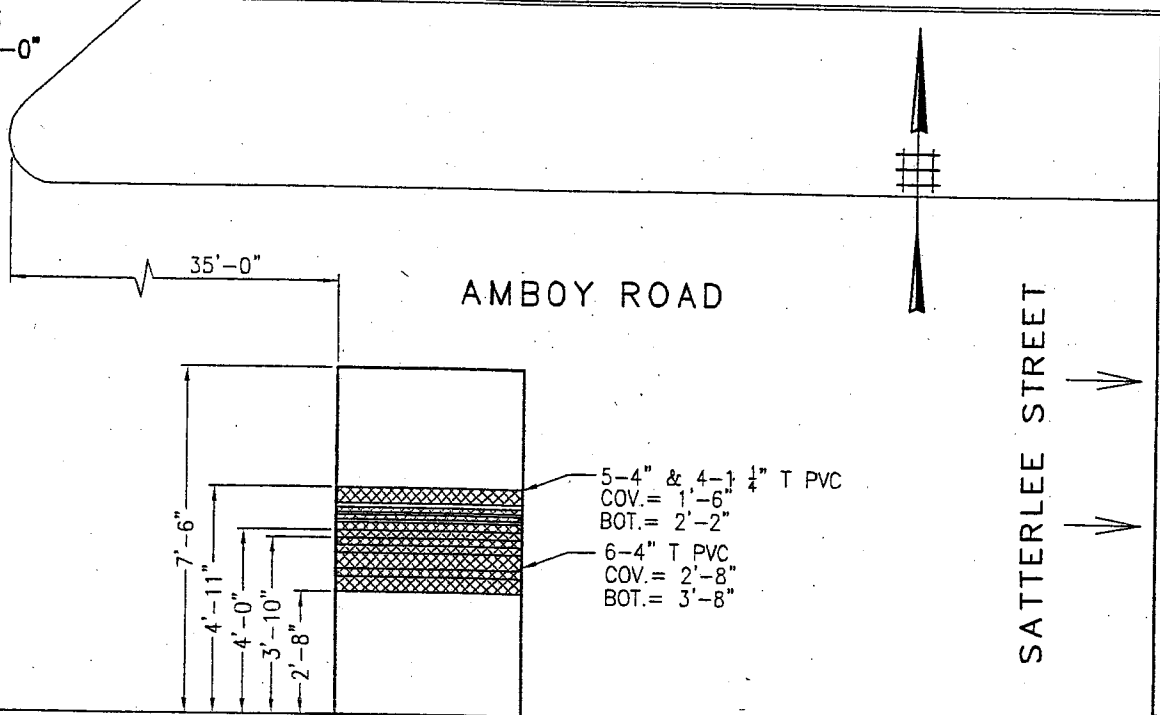 -0"
35'-0"
AMBOY ROAD
SATTERLEE STREET
7'-6"
4'-11"
4'-0"
3'-10"
2'-8"
5-4" & 4-1 1/4" T PVC
COV.= 1'-6"
BOT.= 2'-2"
6-4" T PVC
COV.= 2'-8"
BOT.= 3'-8"